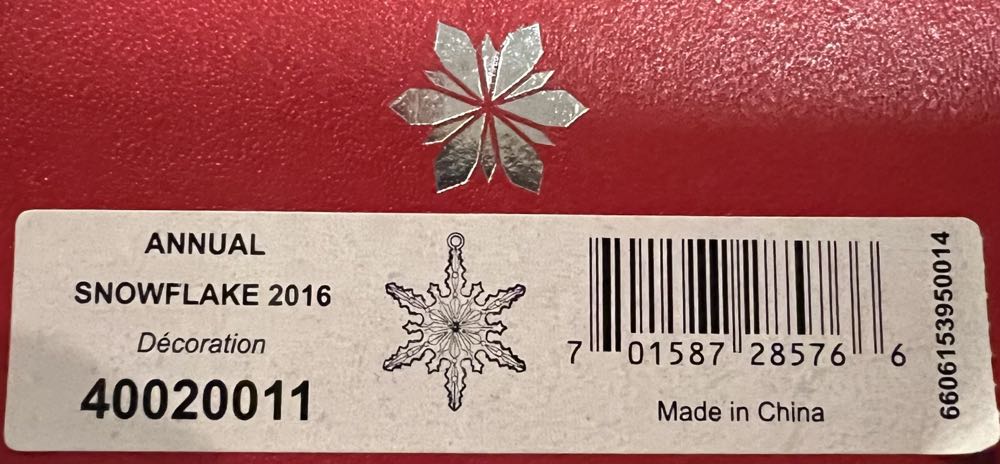 ANNUAL
SNOWFLAKE 2016
Décoration
40020011
7 01587 28576 6
Made in China
6606153950014